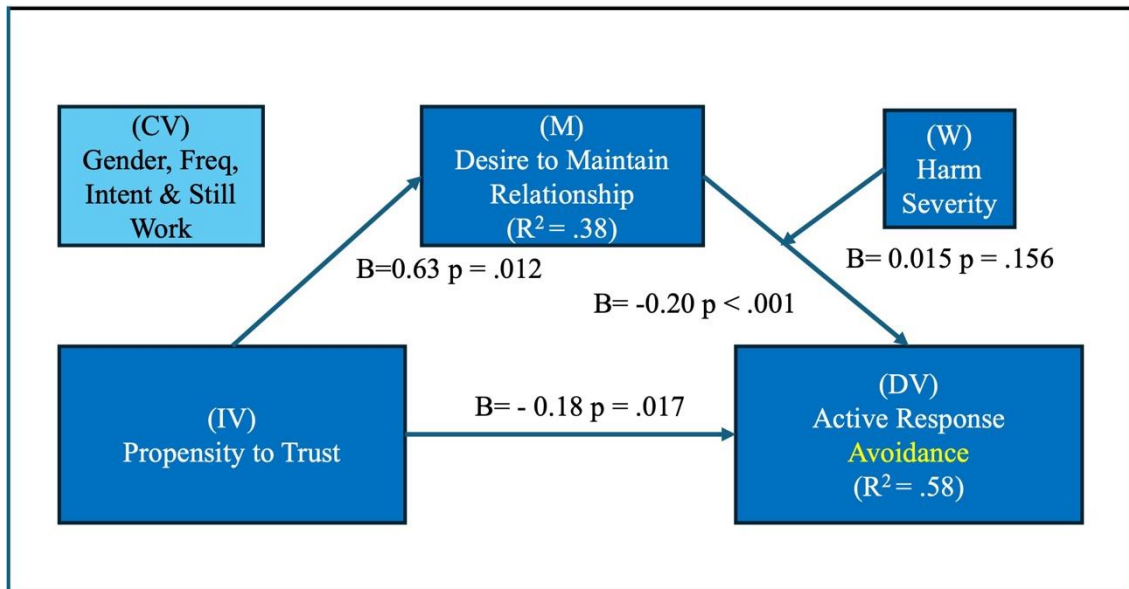 (CV)
Gender, Freq,
Intent & Still
Work
(M)
Desire to Maintain
Relationship
(R² = .38)
(W)
Harm
Severity
B=0.63 p = .012
B= 0.015 p = .156
B= -0.20 p < .001
(IV)
Propensity to Trust
B= - 0.18 p = .017
(DV)
Active Response
Avoidance
(R² = .58)